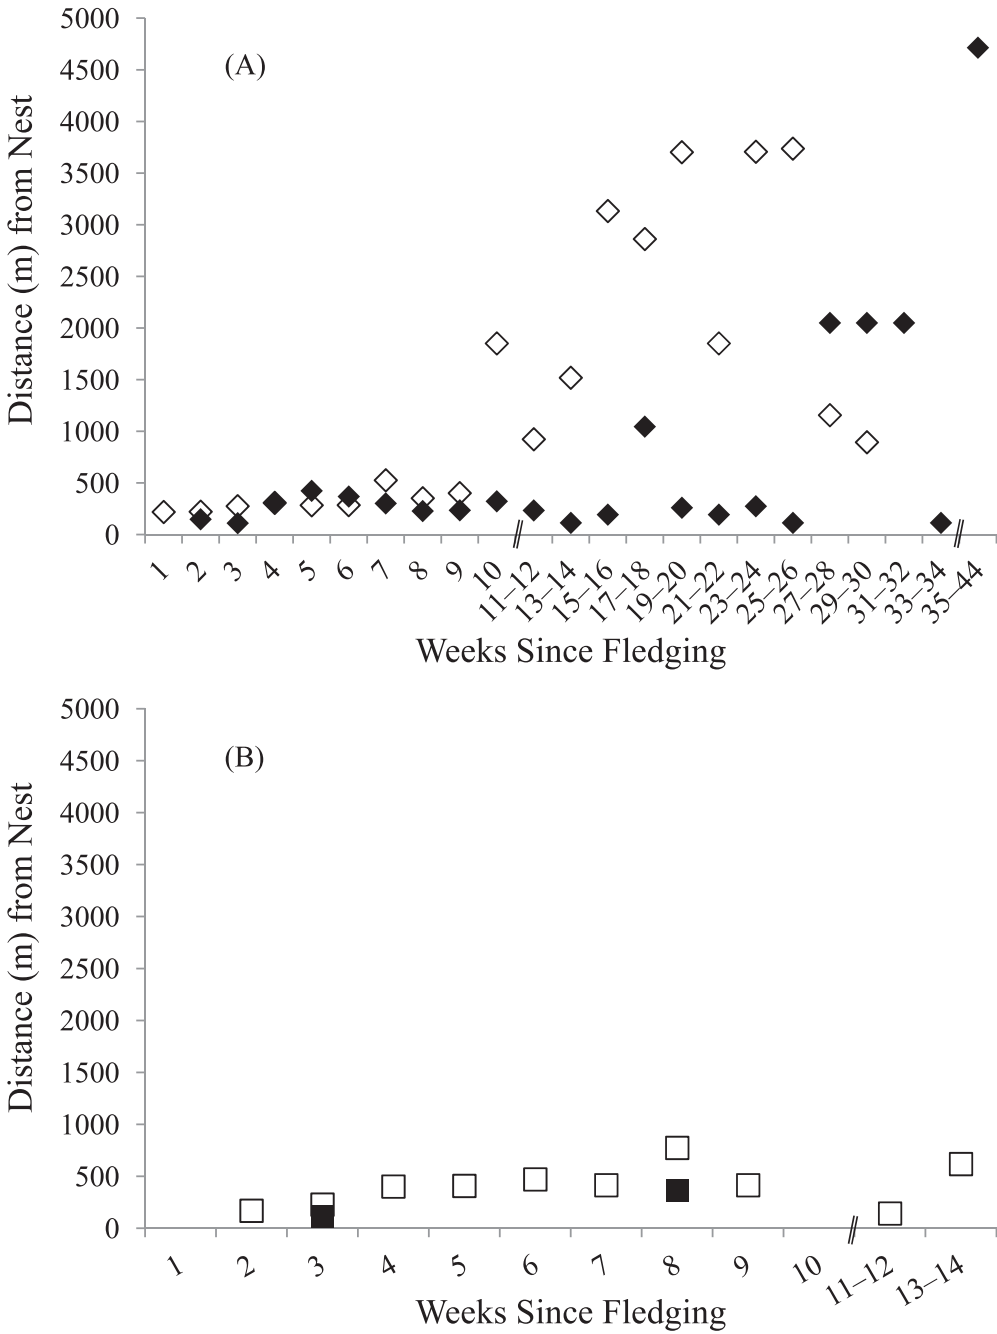 5000
(A)
4500
4000
3500
3000
2500
2000
1500
1000
500
0
Distance (m) from Nest
1 2 3 4 5 6 7 8 9 10 11–12 13–14 15–16 17–18 19–20 21–22 23–24 25–26 27–28 29–30 31–32 33–34 35–44
Weeks Since Fledging
5000
(B)
4500
4000
3500
3000
2500
2000
1500
1000
500
0
Distance (m) from Nest
1 2 3 4 5 6 7 8 9 10 11–12 13–14
Weeks Since Fledging